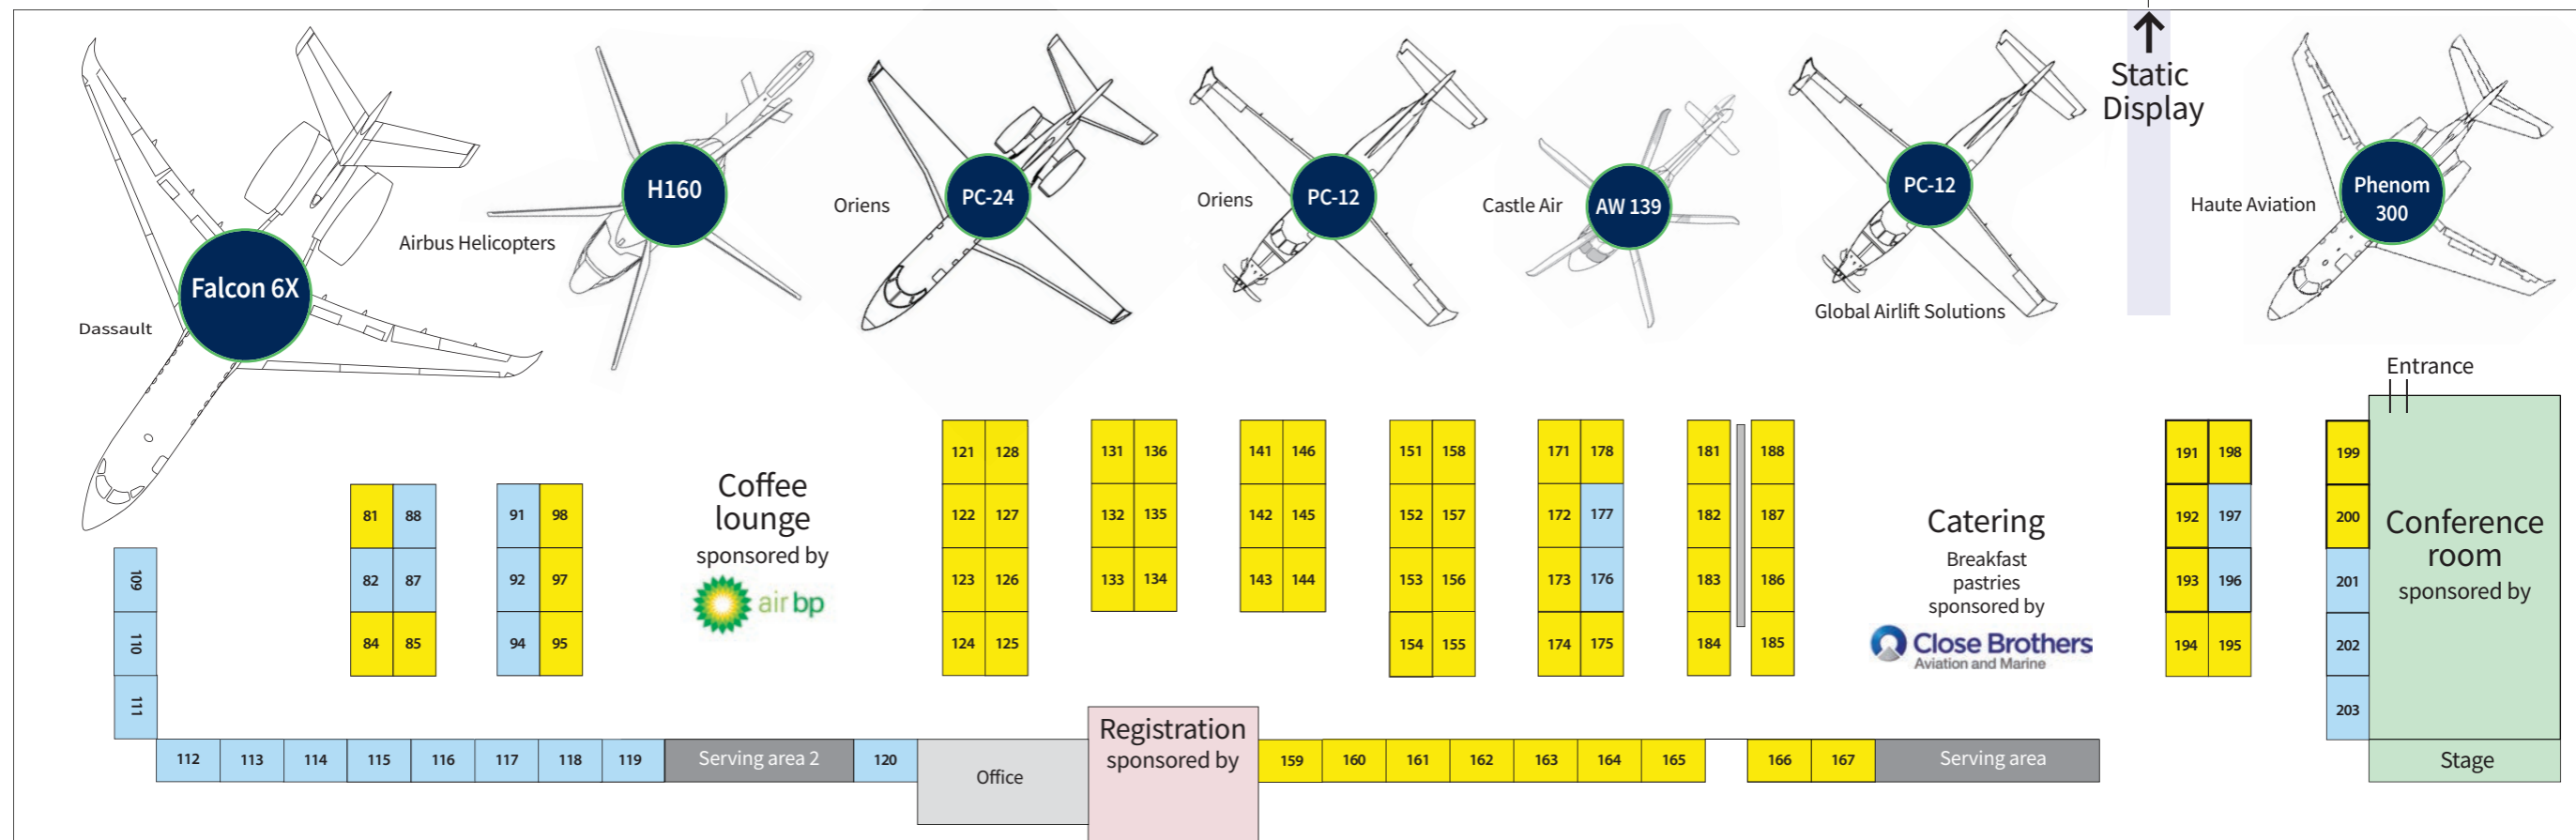 Static
Display
Falcon 6X
Dassault
H160
Airbus Helicopters
PC-24
Oriens
PC-12
Oriens
AW 139
Castle Air
PC-12
Global Airlift Solutions
Phenom
300
Haute Aviation
Entrance
109
110
111
81 88
82 87
84 85
91 98
92 97
94 95
Coffee
lounge
sponsored by
air bp
121 128
122 127
123 126
124 125
131 136
132 135
133 134
141 146
142 145
143 144
151 158
152 157
153 156
154 155
171 178
172 177
173 176
174 175
181 188
182 187
183 186
184 185
Catering
Breakfast
pastries
sponsored by
Close Brothers
Aviation and Marine
191 198
192 197
193 196
194 195
199
200
201
202
203
Conference
room
sponsored by
Stage
112 113 114 115 116 117 118 119 Serving area 2 120
Office
Registration
sponsored by
159 160 161 162 163 164 165 166 167 Serving area